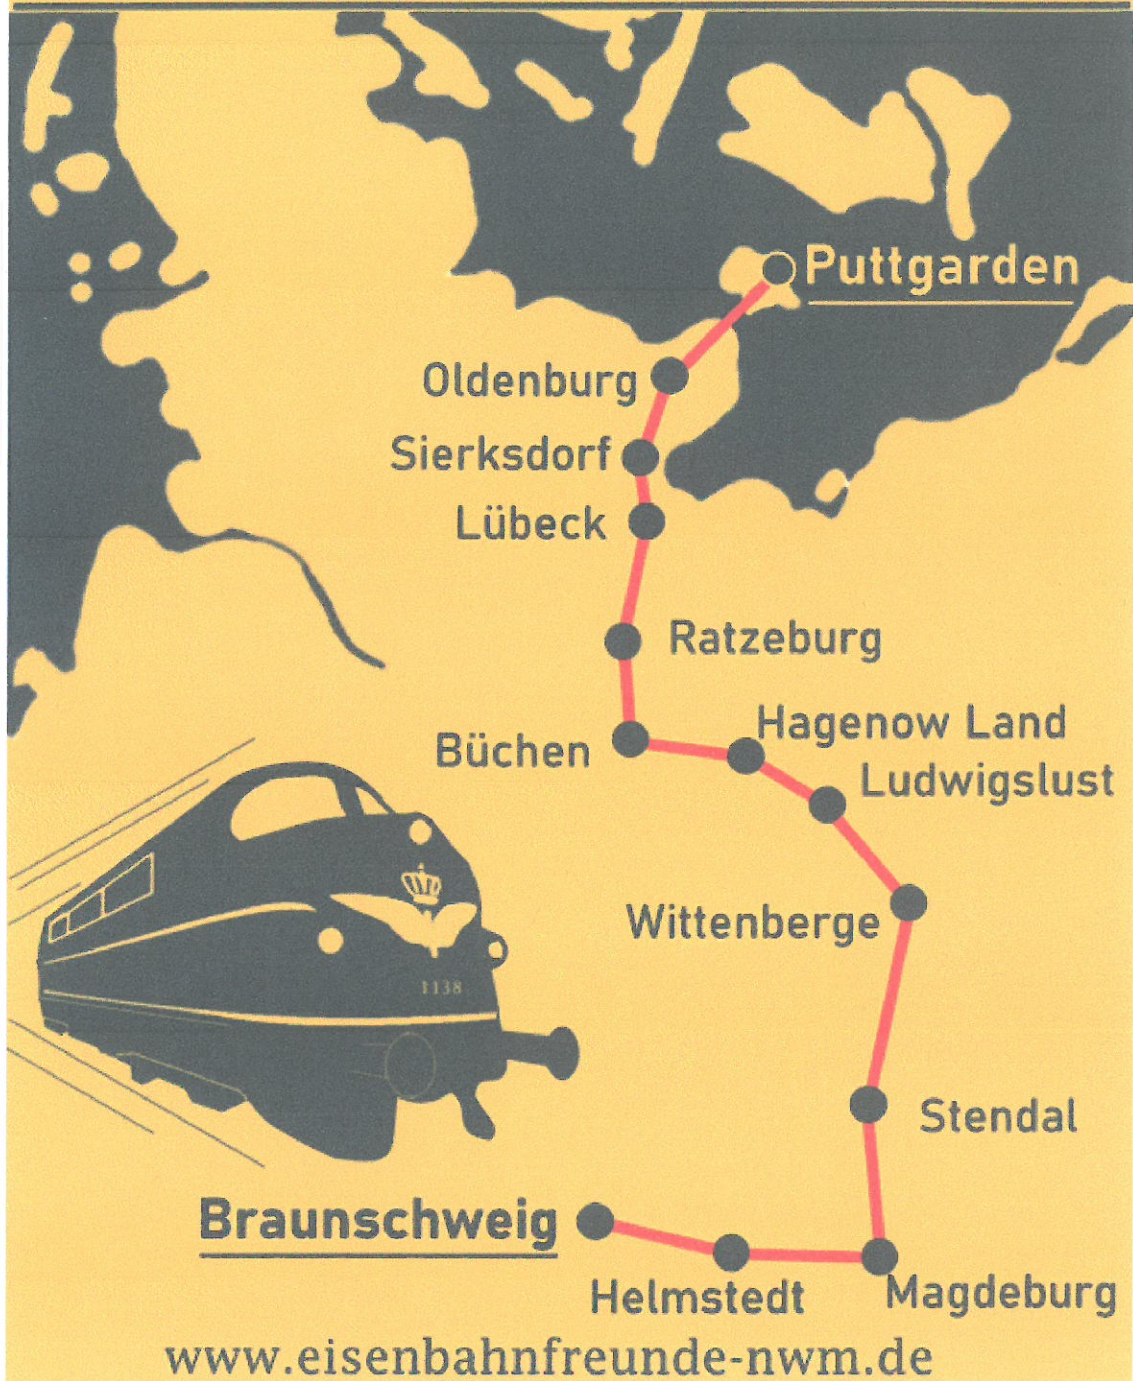 Puttgarden
Oldenburg
Sierksdorf
Lübeck
Ratzeburg
Büchen
Hagenow Land
Ludwigslust
Wittenberge
1138
Stendal
Braunschweig
Helmstedt
Magdeburg
www.eisenbahnfreunde-nwm.de